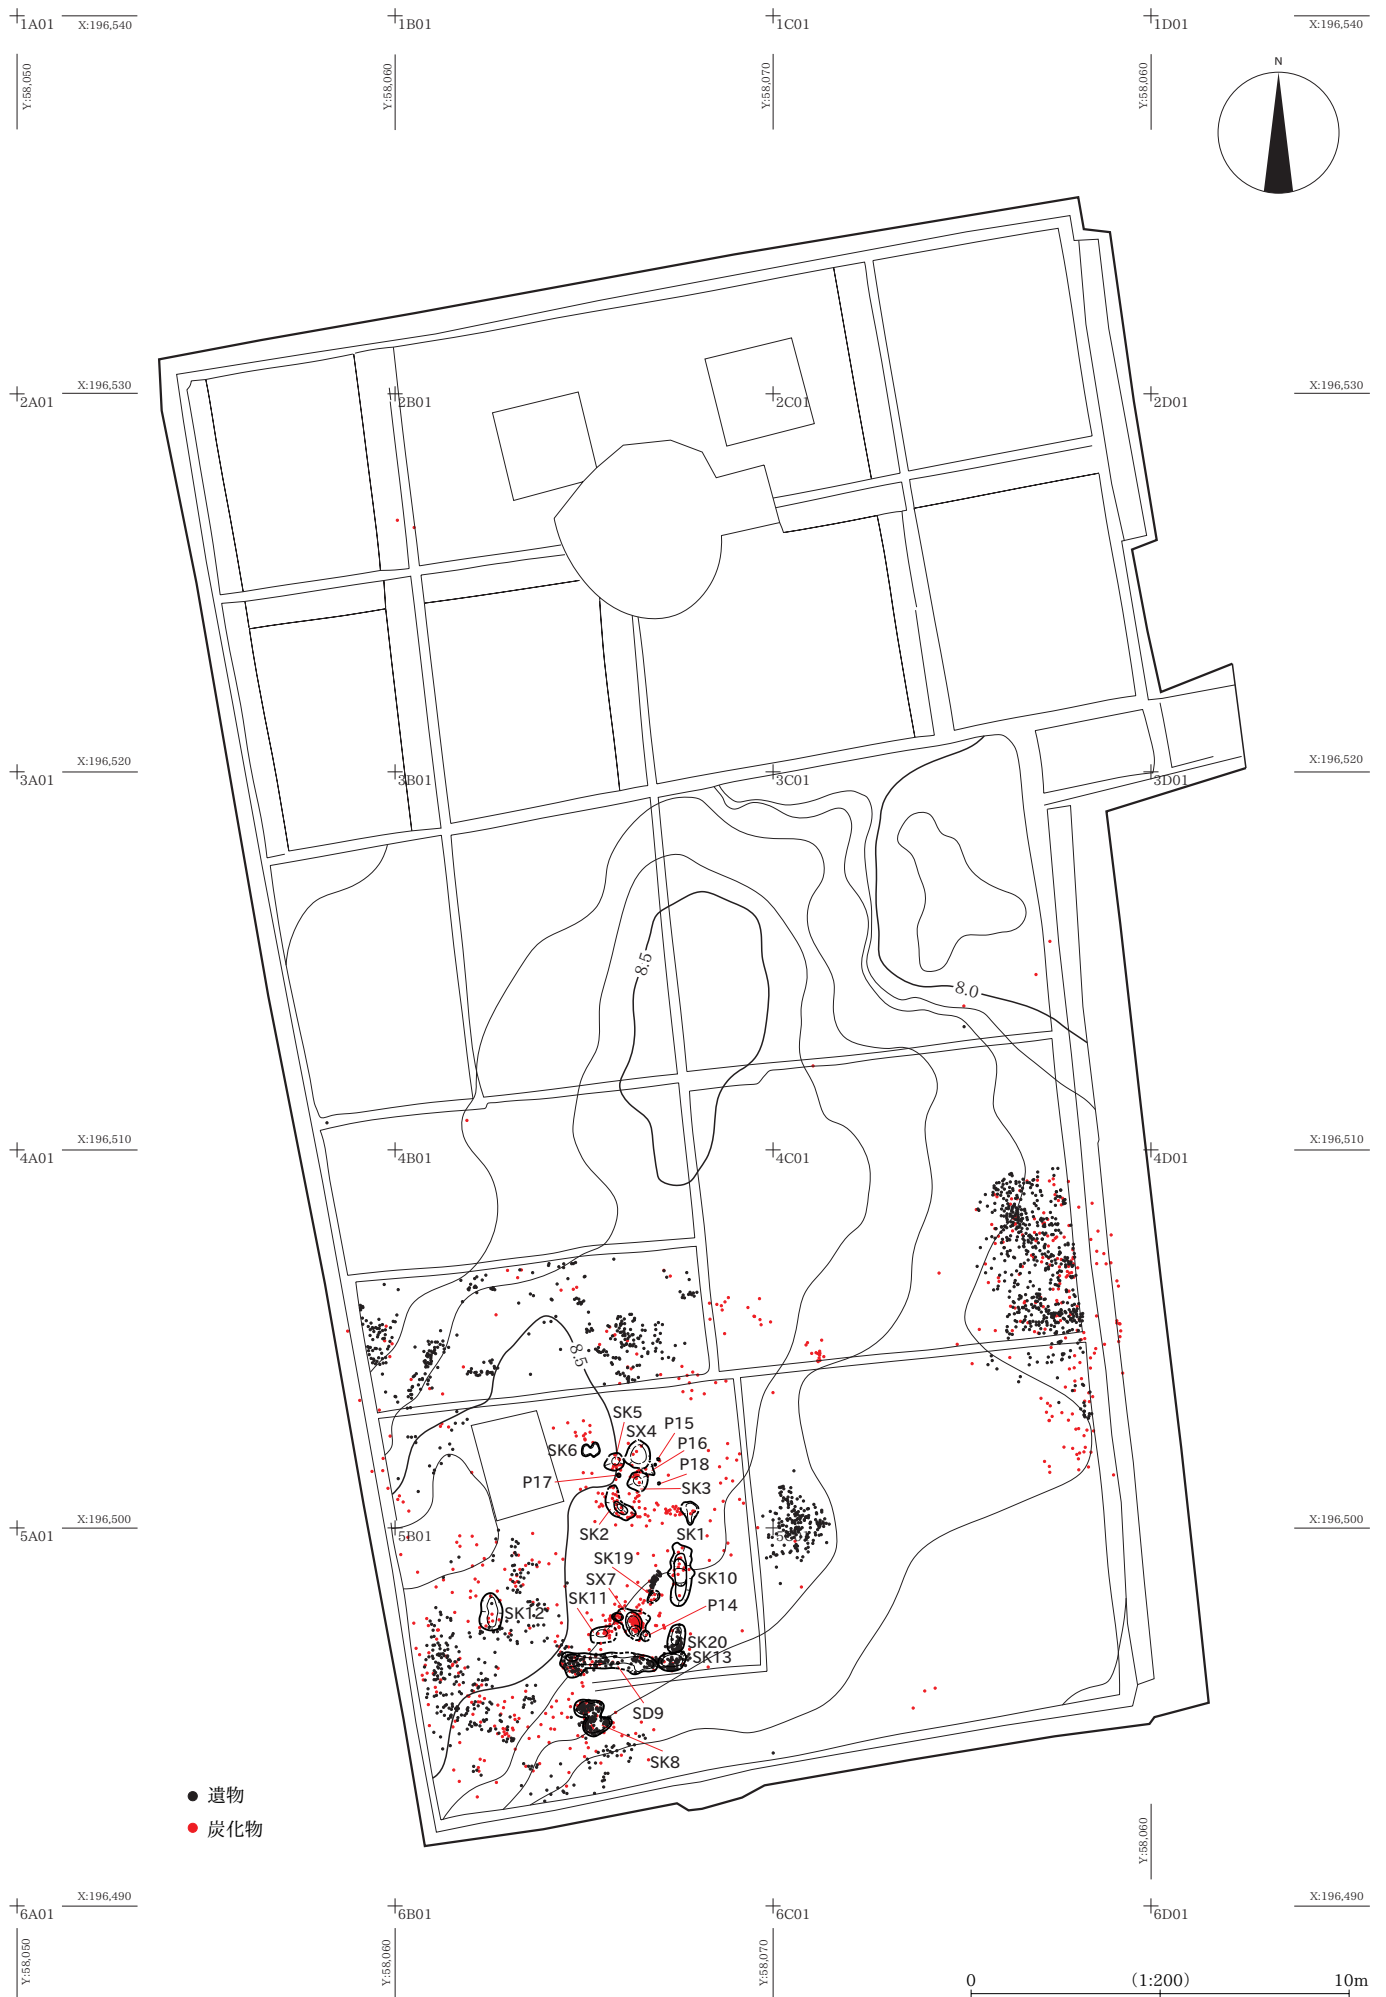 1A01
X:196,540
1B01
1C01
1D01
X:196,540
Y:58,050
Y:58,060
Y:58,070
Y:58,060
N
2A01
X:196,530
2B01
2C01
2D01
X:196,530
3A01
X:196,520
3B01
3C01
3D01
X:196,520
8.5
8.0
4A01
X:196,510
4B01
4C01
4D01
X:196,510
8.5
SK5
SX4
P15
SK6
P16
P18
P17
SK3
SK2
SK1
5A01
X:196,500
5B01
X:196,500
SK19
SX7
SK10
SK11
P14
SK12
SK20
SK13
SD9
SK8
遺物
炭化物
Y:58,060
6A01
X:196,490
6B01
6C01
6D01
X:196,490
Y:58,050
Y:58,060
Y:58,070
0 (1:200) 10m